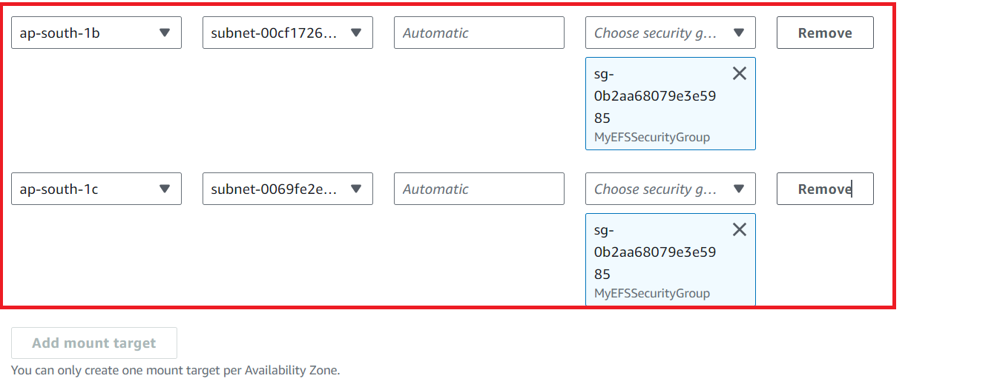 ap-south-1b subnet-00cf1726... Automatic Choose security g... Remove
sg-
0b2aa68079e3e59
85
MyEFSSecurityGroup
ap-south-1c subnet-0069fe2e... Automatic Choose security g... Remove
sg-
0b2aa68079e3e59
85
MyEFSSecurityGroup
Add mount target
You can only create one mount target per Availability Zone.